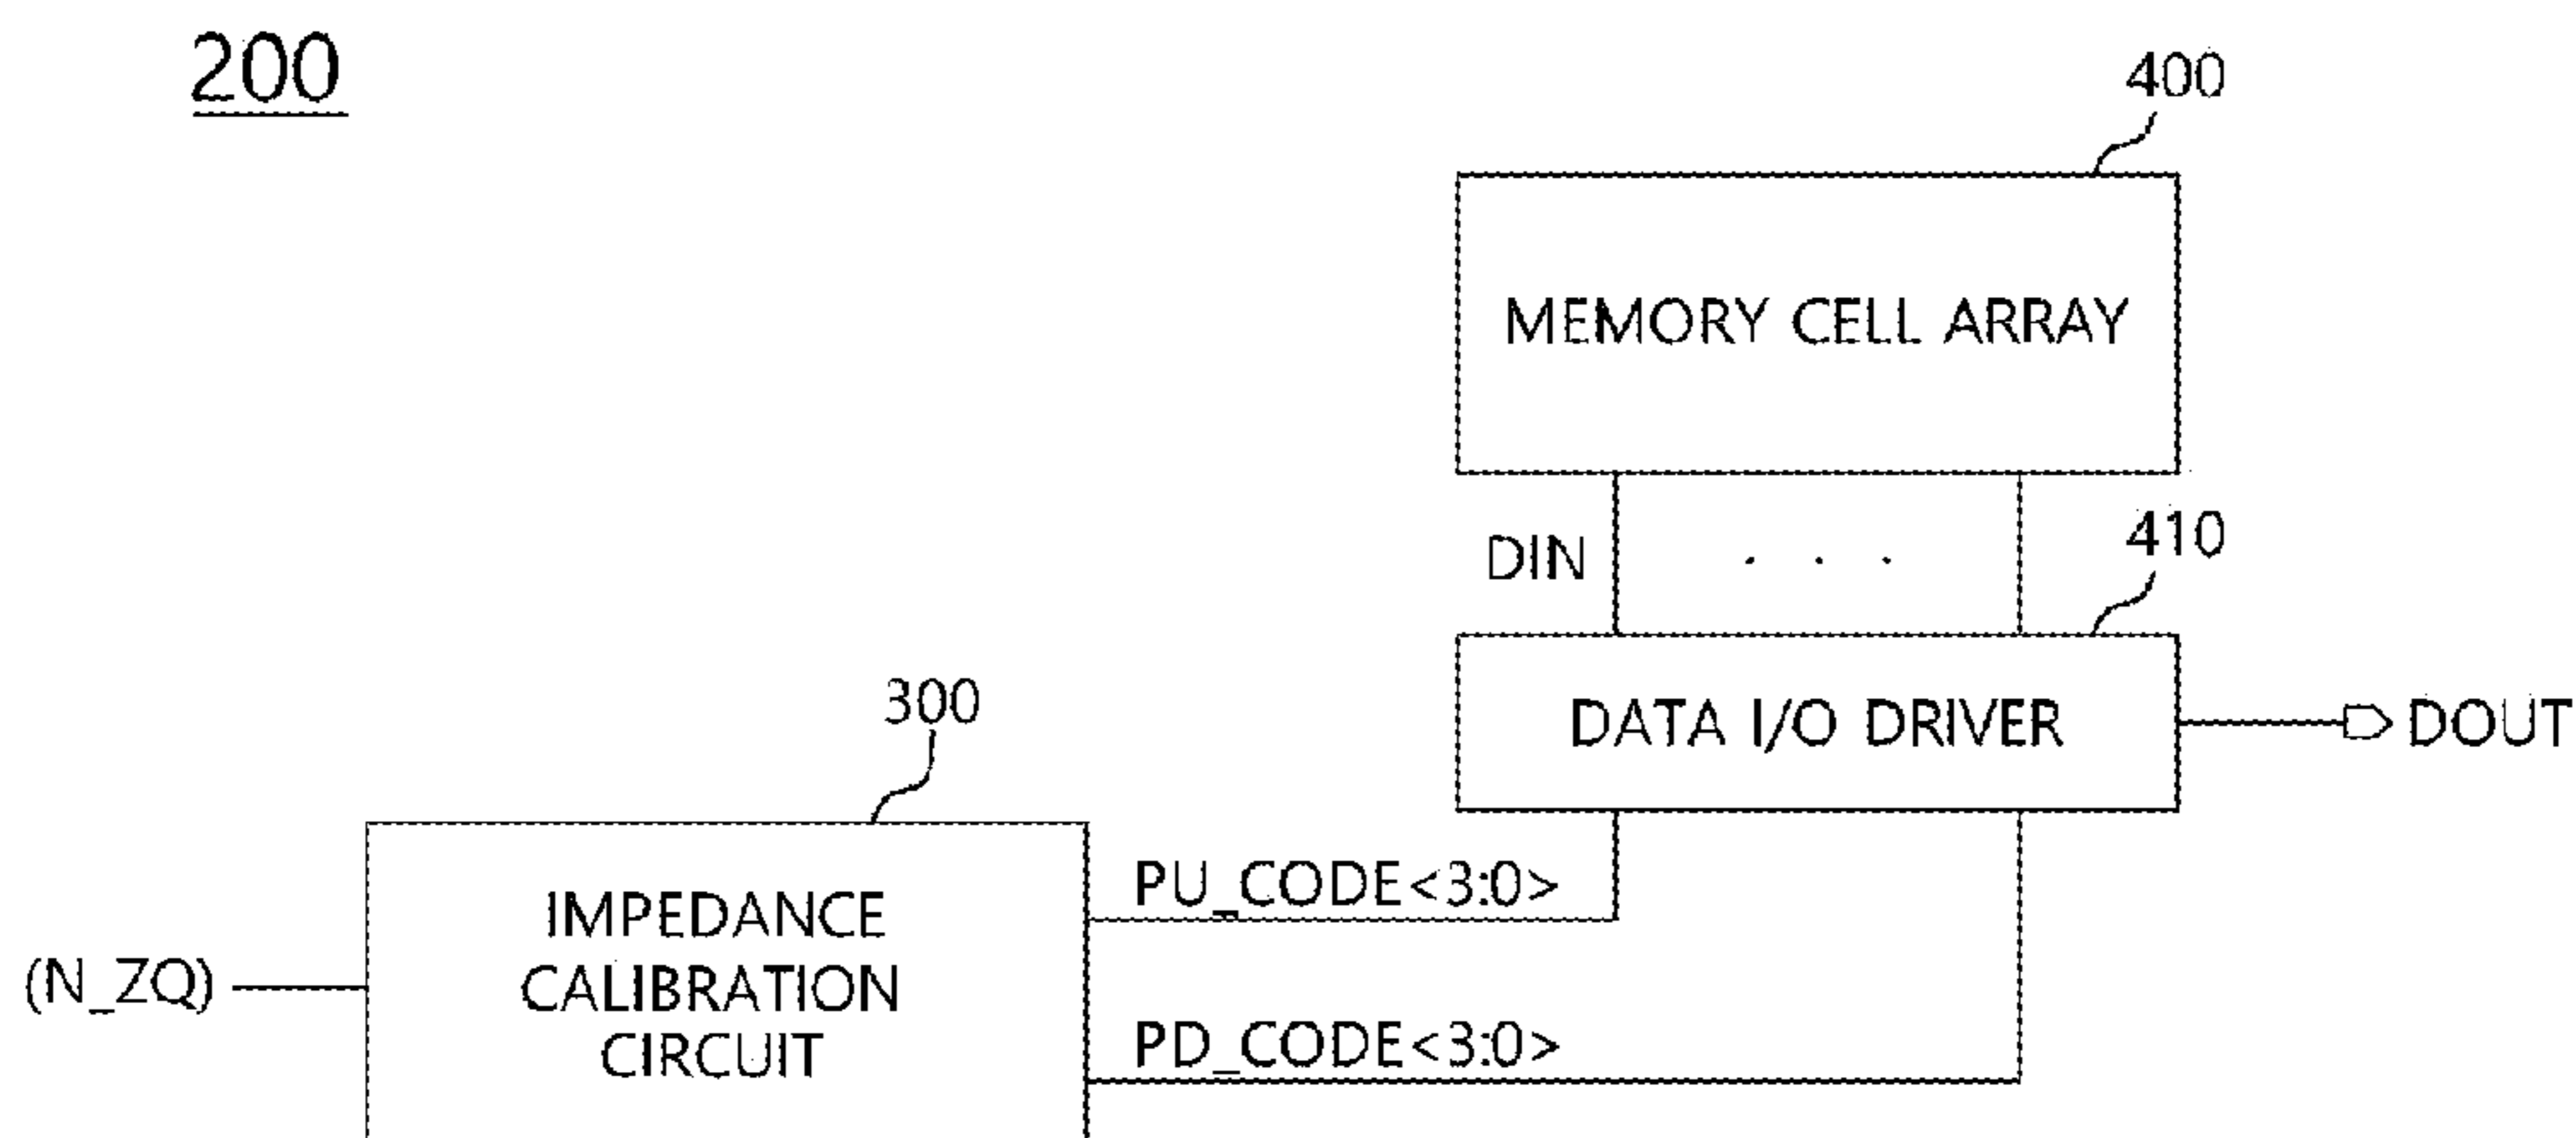 200
400
MEMORY CELL ARRAY
DIN
. . .
410
DATA I/O DRIVER
DOUT
300
IMPEDANCE
CALIBRATION
CIRCUIT
(N_ZQ)
PU_CODE<3:0>
PD_CODE<3:0>